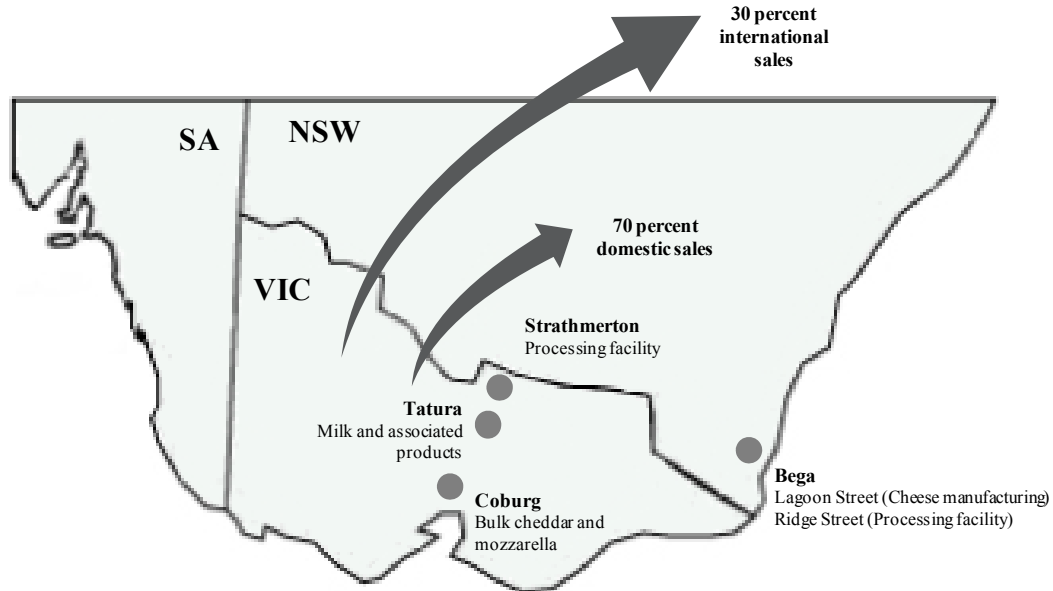 30 percent
international
sales
SA
NSW
70 percent
domestic sales
VIC
Strathmerton
Processing facility
Tatura
Milk and associated
products
Coburg
Bulk cheddar and
mozzarella
Bega
Lagoon Street (Cheese manufacturing)
Ridge Street (Processing facility)